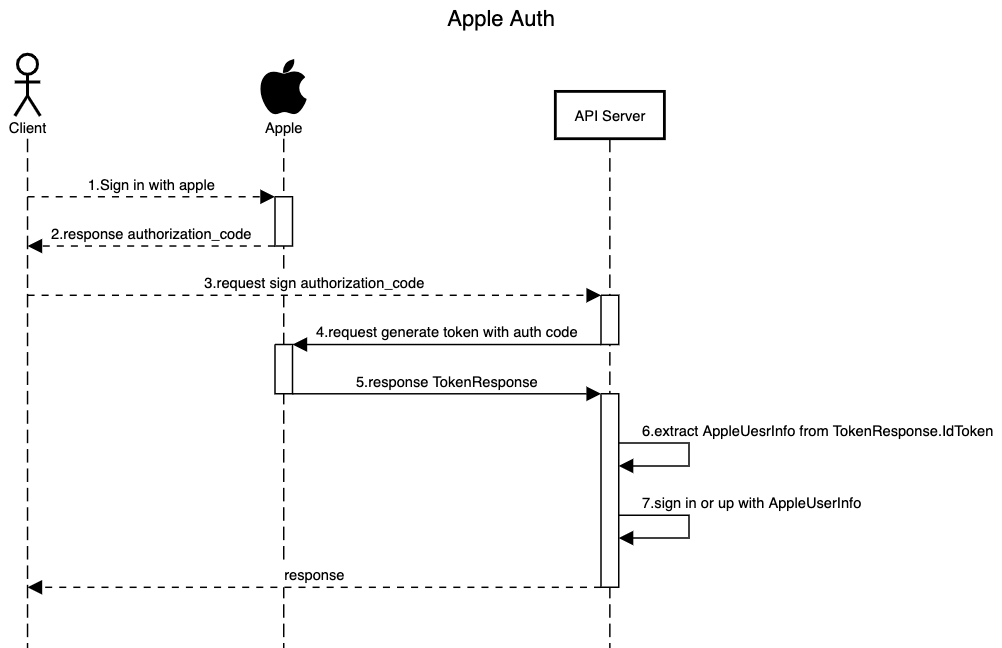 Apple Auth
Client
Apple
API Server
1.Sign in with apple
2.response authorization_code
3.request sign authorization_code
4.request generate token with auth code
5.response TokenResponse
6.extract AppleUesrInfo from TokenResponse.IdToken
7.sign in or up with AppleUserInfo
response